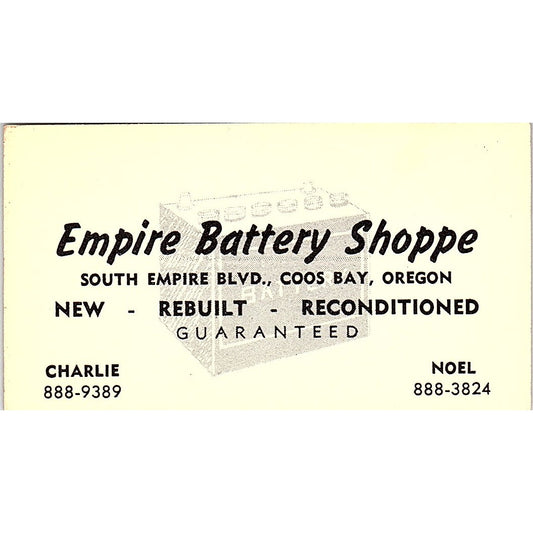 Empire Battery Shoppe
SOUTH EMPIRE BLVD., COOS BAY, OREGON
NEW - REBUILT - RECONDITIONED
BATTERY
GUARANTEED
CHARLIE
888-9389
NOEL
888-3824